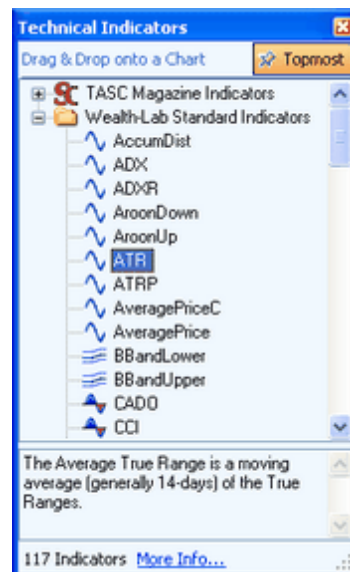 Technical Indicators
Drag & Drop onto a Chart Topmost
TASC Magazine Indicators
Wealth-Lab Standard Indicators
AccumDist
ADX
ADXR
AroonDown
AroonUp
ATR
ATRP
AveragePriceC
AveragePrice
BBandLower
BBandUpper
CADO
CCI
The Average True Range is a moving
average (generally 14-days) of the True
Ranges.
117 Indicators More Info...